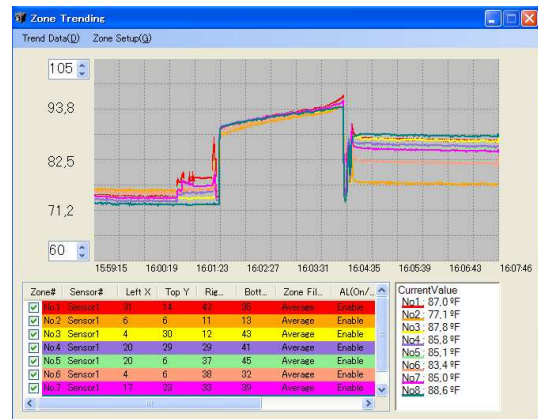 Zone Trending
Trend Data(D) Zone Setup(G)
105
93,8
82,5
71,2
60
15:59:15 16:00:19 16:01:23 16:02:27 16:03:31 16:04:35 16:05:39 16:06:43 16:07:46
Zone# Sensor# Left X Top Y Rig... Bott... Zone Fil... AL(On/...
No.1 Sensor1 31 14 42 36 Average Enable
No.2 Sensor1 6 6 11 13 Average Enable
No.3 Sensor1 4 30 12 43 Average Enable
No.4 Sensor1 20 29 29 41 Average Enable
No.5 Sensor1 20 6 37 45 Average Enable
No.6 Sensor1 4 6 38 32 Average Enable
No.7 Sensor1 17 23 33 39 Average Enable
CurrentValue
No1: 87,0 ºF
No2: 77,1 ºF
No3: 87,8 ºF
No4: 85,8 ºF
No5: 85,1 ºF
No6: 83,4 ºF
No7: 85,0 ºF
No8: 88,6 ºF